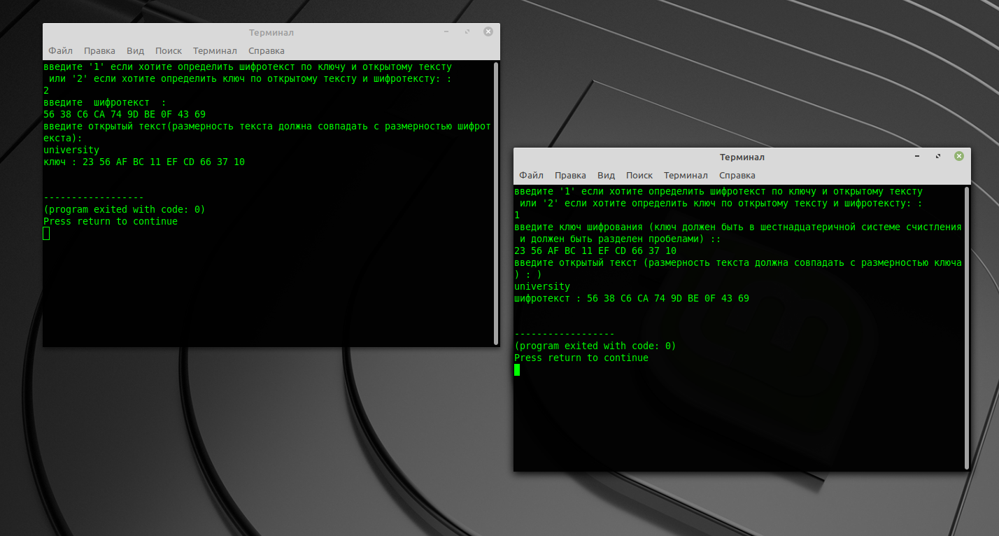 Терминал
Файл Правка Вид Поиск Терминал Справка
введите '1' если хотите определить шифротекст по ключу и открытому тексту
или '2' если хотите определить ключ по открытому тексту и шифротексту: :
2
введите  шифротекст  :
56 38 C6 CA 74 9D BE 0F 43 69
введите открытый текст(размерность текста должна совпадать с размерностью шифрот
екста):
university
ключ : 23 56 AF BC 11 EF CD 66 37 10
------------------
(program exited with code: 0)
Press return to continue
Терминал
Файл Правка Вид Поиск Терминал Справка
введите '1' если хотите определить шифротекст по ключу и открытому тексту
или '2' если хотите определить ключ по открытому тексту и шифротексту: :
1
введите ключ шифрования (ключ должен быть в шестнадцатеричной системе счистления
и должен быть разделен пробелами) ::
23 56 AF BC 11 EF CD 66 37 10
введите открытый текст (размерность текста должна совпадать с размерностью ключа
) : )
university
шифротекст : 56 38 C6 CA 74 9D BE 0F 43 69
------------------
(program exited with code: 0)
Press return to continue